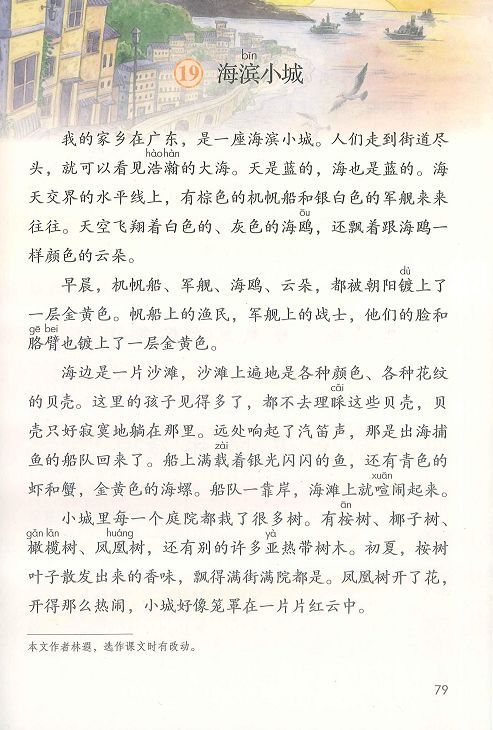 bīn
19 海滨小城
我的家乡在广东，是一座海滨小城。人们走到街道尽
hào hàn
头，就可以看见浩瀚的大海。天是蓝的，海也是蓝的。海
天交界的水平线上，有棕色的机帆船和银白色的军舰来来
ōu
往往。天空飞翔着白色的、灰色的海鸥，还飘着跟海鸥一
样颜色的云朵。
dù
早晨，机帆船、军舰、海鸥、云朵，都被朝阳镀上了
一层金黄色。帆船上的渔民，军舰上的战士，他们的脸和
gē bei
胳臂也镀上了一层金黄色。
海边是一片沙滩，沙滩上遍地是各种颜色、各种花纹
cǎi
的贝壳。这里的孩子见得多了，都不去理睬这些贝壳，贝
壳只好寂寞地躺在那里。远处响起了汽笛声，那是出海捕
zài
鱼的船队回来了。船上满载着银光闪闪的鱼，还有青色的
xuān
虾和蟹，金黄色的海螺。船队一靠岸，海滩上就喧闹起来。
ān
小城里每一个庭院都栽了很多树。有桉树、椰子树、
gǎn lǎn huáng yà
橄榄树、凤凰树，还有别的许多亚热带树木。初夏，桉树
叶子散发出来的香味，飘得满街满院都是。凤凰树开了花，
开得那么热闹，小城好像笼罩在一片片红云中。
本文作者林遐，选作课文时有改动。
79